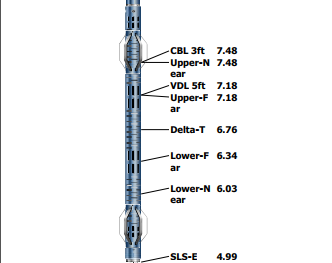 CBL 3ft 7.48
Upper-N 7.48
ear
VDL 5ft 7.18
Upper-F 7.18
ar
Delta-T 6.76
Lower-F 6.34
ar
Lower-N 6.03
ear
SLS-E 4.99